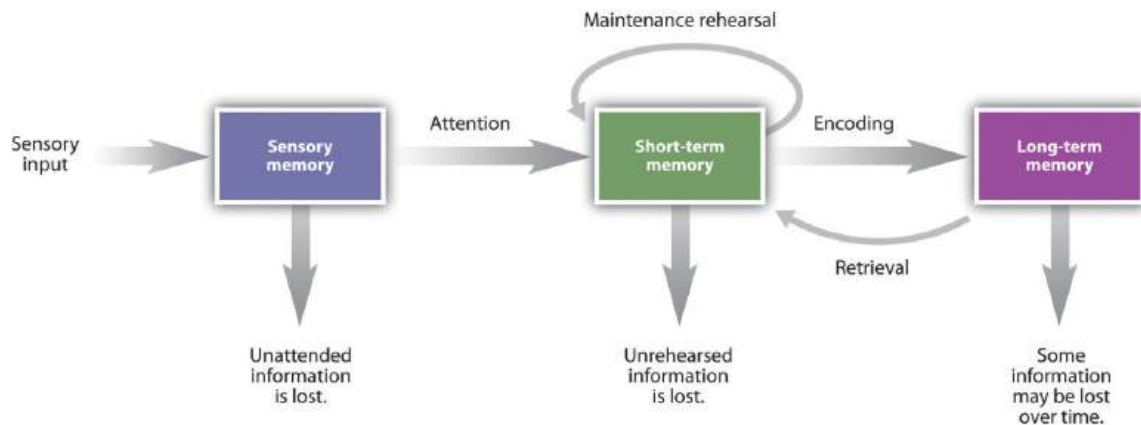 Maintenance rehearsal
Sensory
input
Sensory
memory
Attention
Short-term
memory
Encoding
Long-term
memory
Retrieval
Unattended
information
is lost.
Unrehearsed
information
is lost.
Some
information
may be lost
over time.